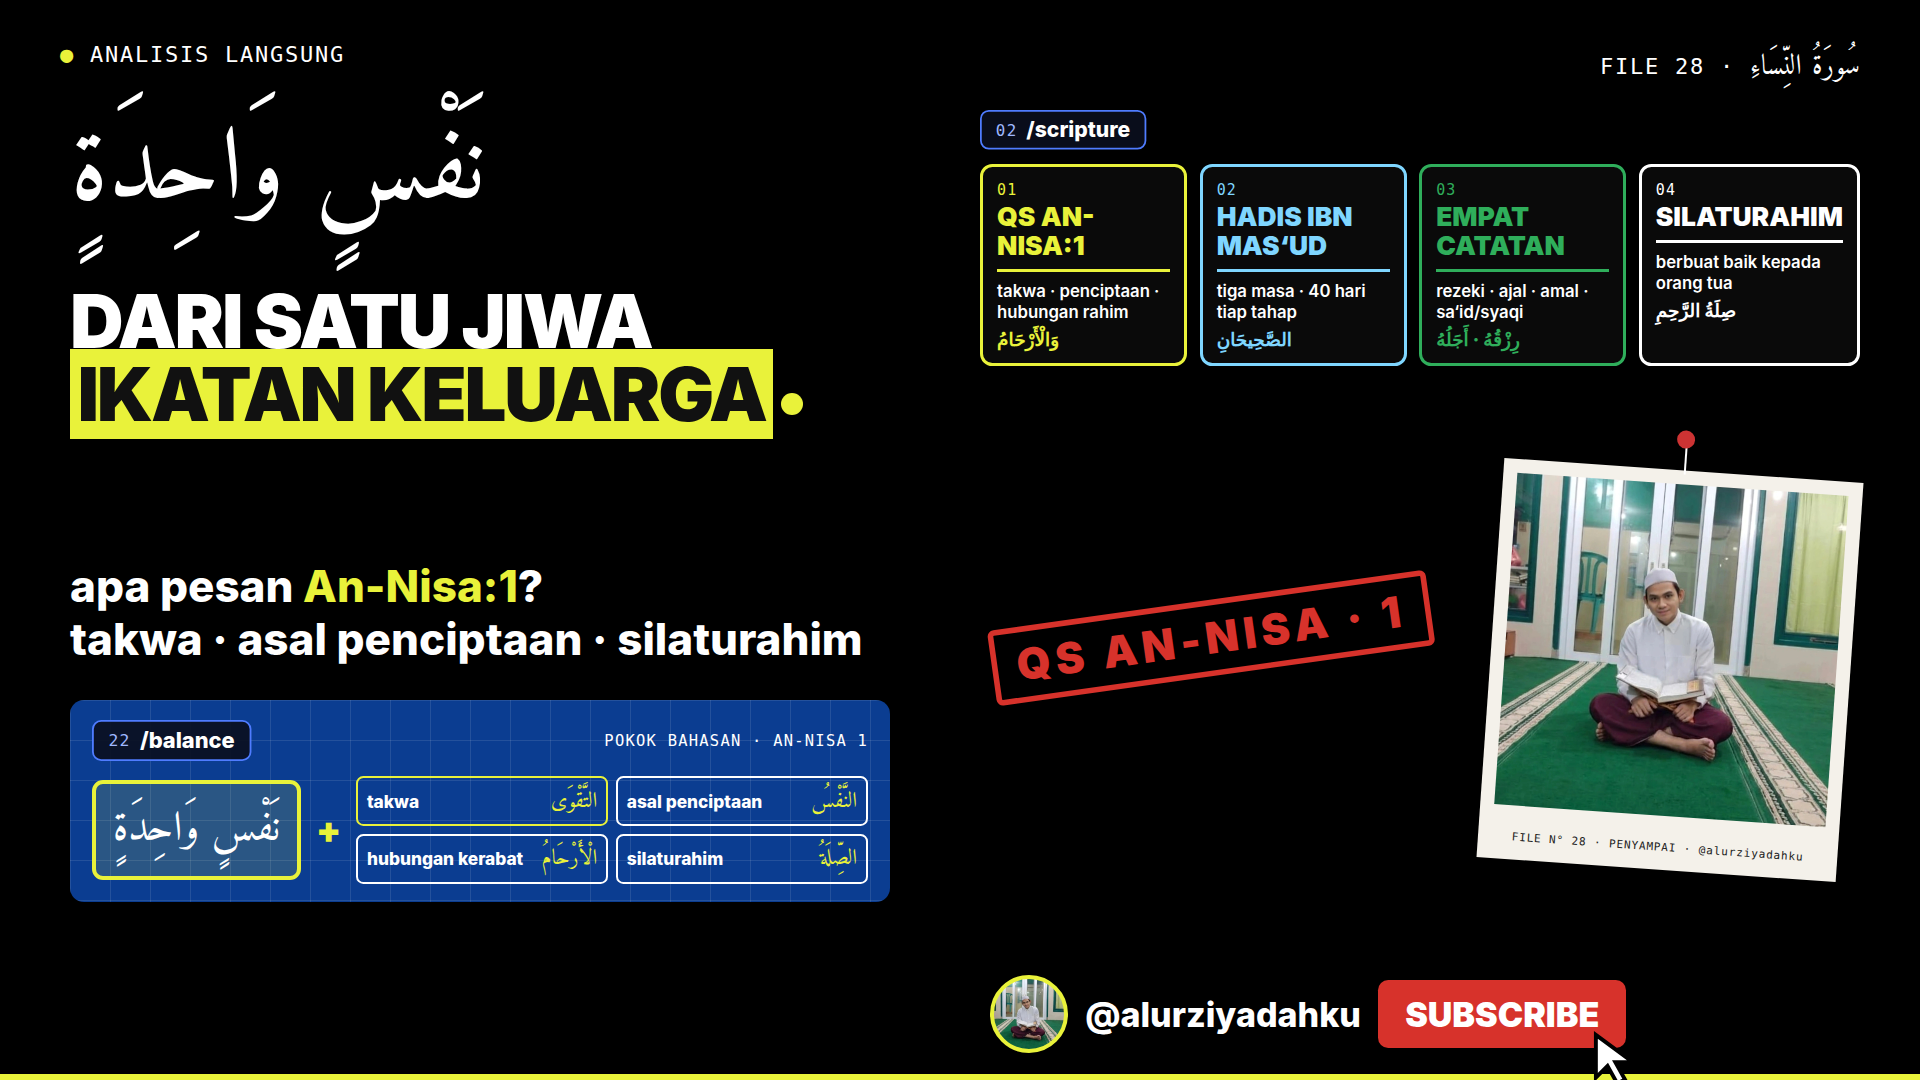 ANALISIS LANGSUNG
FILE 28 · سُورَةُ النِّسَاءِ
نَفْسٍ وَاحِدَةٍ
DARI SATU JIWA
IKATAN KELUARGA
apa pesan An-Nisa:1?
takwa · asal penciptaan · silaturahim
22 /balance
POKOK BAHASAN · AN-NISA 1
نَفْسٍ وَاحِدَةٍ
+
takwa التَّقْوَى
asal penciptaan النَّفْسُ
hubungan kerabat الْأَرْحَامُ
silaturahim الصِّلَةُ
02 /scripture
01
QS AN-
NISA:1
takwa · penciptaan ·
hubungan rahim
وَالْأَرْحَامُ
02
HADIS IBN
MAS‘UD
tiga masa · 40 hari
tiap tahap
الصَّحِيحَانِ
03
EMPAT
CATATAN
rezeki · ajal · amal ·
sa‘id/syaqi
رِزْقُهُ · أَجَلُهُ
04
SILATURAHIM
berbuat baik kepada
orang tua
صِلَةُ الرَّحِمِ
QS AN-NISA · 1
FILE N° 28 · PENYAMPAI · @alurziyadahku
@alurziyadahku
SUBSCRIBE